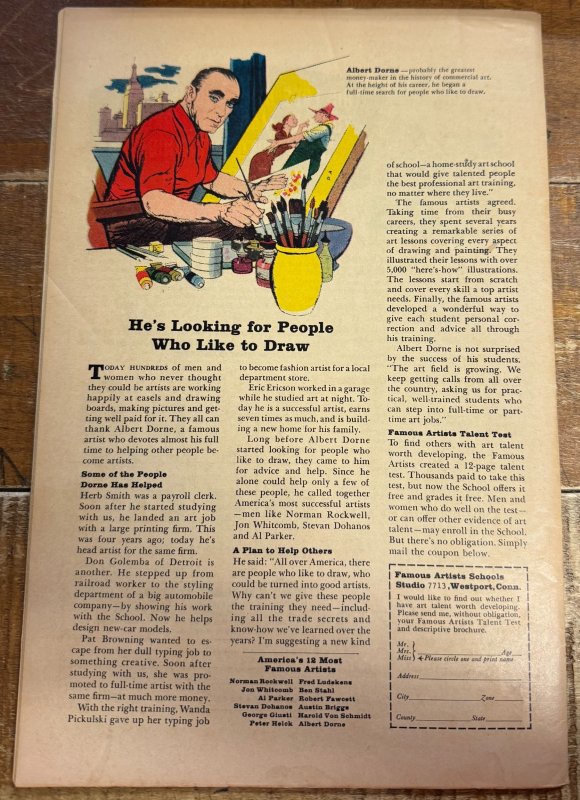 Albert Dorne — probably the greatest
money-maker in the history of commercial art.
At the height of his career, he began a
full-time search for people who like to draw.
He's Looking for People
Who Like to Draw
TODAY HUNDREDS of men and
women who never thought
they could be artists are working
happily at easels and drawing
boards, making pictures and get-
ting well paid for it. They all can
thank Albert Dorne, a famous
artist who devotes almost his full
time to helping other people be-
come artists.
Some of the People
Dorne Has Helped
Herb Smith was a payroll clerk.
Soon after he started studying
with us, he landed an art job
with a large printing firm. This
was four years ago; today he's
head artist for the same firm.
Don Golemba of Detroit is
another. He stepped up from
railroad worker to the styling
department of a big automobile
company—by showing his work
with the School. Now he helps
design new-car models.
Pat Browning wanted to es-
cape from her dull typing job to
something creative. Soon after
studying with us, she was pro-
moted to full-time artist with the
same firm—at much more money.
With the right training, Wanda
Pickulski gave up her typing job
to become fashion artist for a local
department store.
Eric Ericson worked in a garage
while he studied art at night. To-
day he is a successful artist, earns
seven times as much, and is build-
ing a new home for his family.
Long before Albert Dorne
started looking for people who
like to draw, they came to him
for advice and help. Since he
alone could help only a few of
these people, he called together
America's most successful artists
—men like Norman Rockwell,
Jon Whitcomb, Stevan Dohanos
and Al Parker.
A Plan to Help Others
He said: "All over America, there
are people who like to draw, who
could be turned into good artists.
Why can't we give these people
the training they need—includ-
ing all the trade secrets and
know-how we've learned over the
years? I'm suggesting a new kind
America's 12 Most
Famous Artists
Norman Rockwell Fred Ludekens
Jon Whitcomb Ben Stahl
Al Parker Robert Fawcett
Stevan Dohanos Austin Briggs
George Giusti Harold Von Schmidt
Peter Helck Albert Dorne
of school—a home-study art school
that would give talented people
the best professional art training,
no matter where they live."
The famous artists agreed.
Taking time from their busy
careers, they spent several years
creating a remarkable series of
art lessons covering every aspect
of drawing and painting. They
illustrated their lessons with over
5,000 "here's-how" illustrations.
The lessons start from scratch
and cover every skill a top artist
needs. Finally, the famous artists
developed a wonderful way to
give each student personal cor-
rection and advice all through
his training.
Albert Dorne is not surprised
by the success of his students,
"The art field is growing. We
keep getting calls from all over
the country, asking us for prac-
tical, well-trained students who
can step into full-time or part-
time art jobs."
Famous Artists Talent Test
To find others with art talent
worth developing, the Famous
Artists created a 12-page talent
test. Thousands paid to take this
test, but now the School offers it
free and grades it free. Men and
women who do well on the test—
or can offer other evidence of art
talent—may enroll in the School.
But there's no obligation. Simply
mail the coupon below.
Famous Artists Schools
Studio 7713, Westport, Conn.
I would like to find out whether I
have art talent worth developing.
Please send me, without obligation,
your Famous Artists Talent Test
and descriptive brochure.
Mr.
Mrs. Age
Miss Please circle one and print name
Address
City Zone
County State